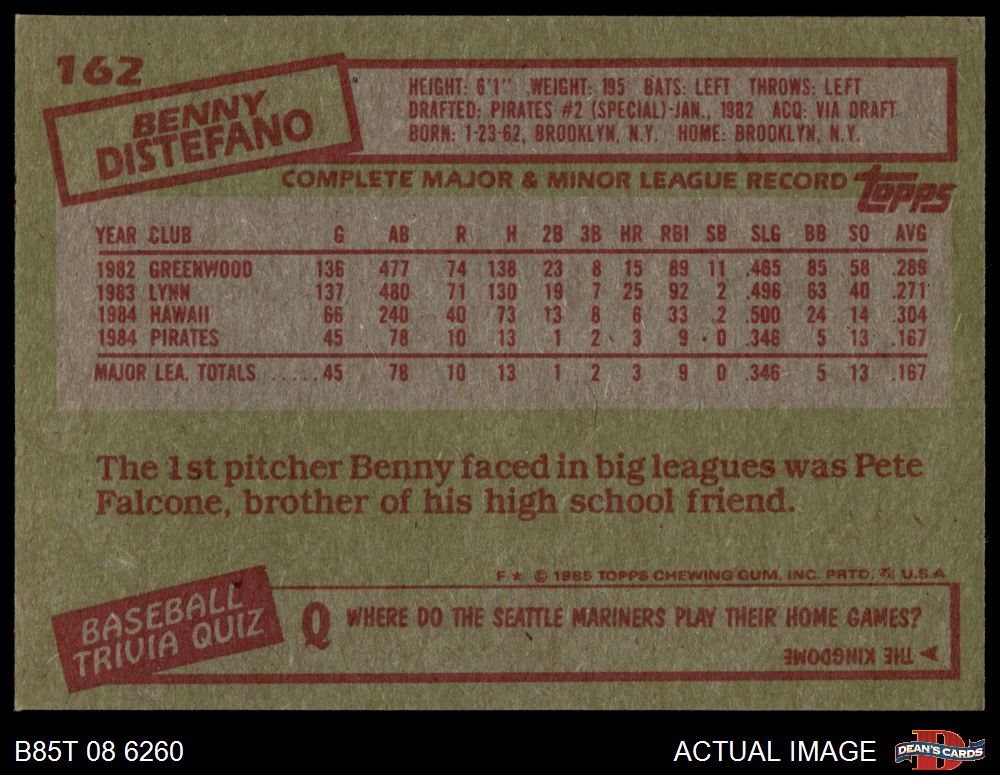 162
BENNY
DISTEFANO
HEIGHT: 6'1'' WEIGHT: 195 BATS: LEFT THROWS: LEFT
DRAFTED: PIRATES #2 (SPECIAL)-JAN., 1982 ACQ: VIA DRAFT
BORN: 1-23-62, BROOKLYN, N.Y. HOME: BROOKLYN, N.Y.
COMPLETE MAJOR & MINOR LEAGUE RECORD topps
YEAR CLUB G AB R H 2B 3B HR RBI SB SLG BB SO AVG
1982 GREENWOOD 136 477 74 138 23 8 15 89 11 .465 85 58 .289
1983 LYNN 137 480 71 130 19 7 25 92 2 .496 63 40 .271
1984 HAWAII 66 240 40 73 13 8 6 33 2 .500 24 14 .304
1984 PIRATES 45 78 10 13 1 2 3 9 0 .346 5 13 .167
MAJOR LEA. TOTALS ......45 78 10 13 1 2 3 9 0 .346 5 13 .167
The 1st pitcher Benny faced in big leagues was Pete
Falcone, brother of his high school friend.
F ★ © 1985 TOPPS CHEWING GUM, INC. PRTD. IN U.S.A.
BASEBALL
TRIVIA QUIZ
Q WHERE DO THE SEATTLE MARINERS PLAY THEIR HOME GAMES?
A THE KINGDOME
B85T 08 6260
ACTUAL IMAGE
D
DEAN'S CARDS